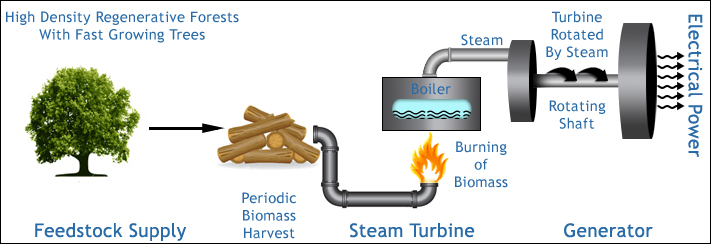 High Density Regenerative Forests
With Fast Growing Trees
Periodic
Biomass
Harvest
Feedstock Supply
Steam
Boiler
Burning
of
Biomass
Steam Turbine
Turbine
Rotated
By Steam
Rotating
Shaft
Generator
Electrical Power